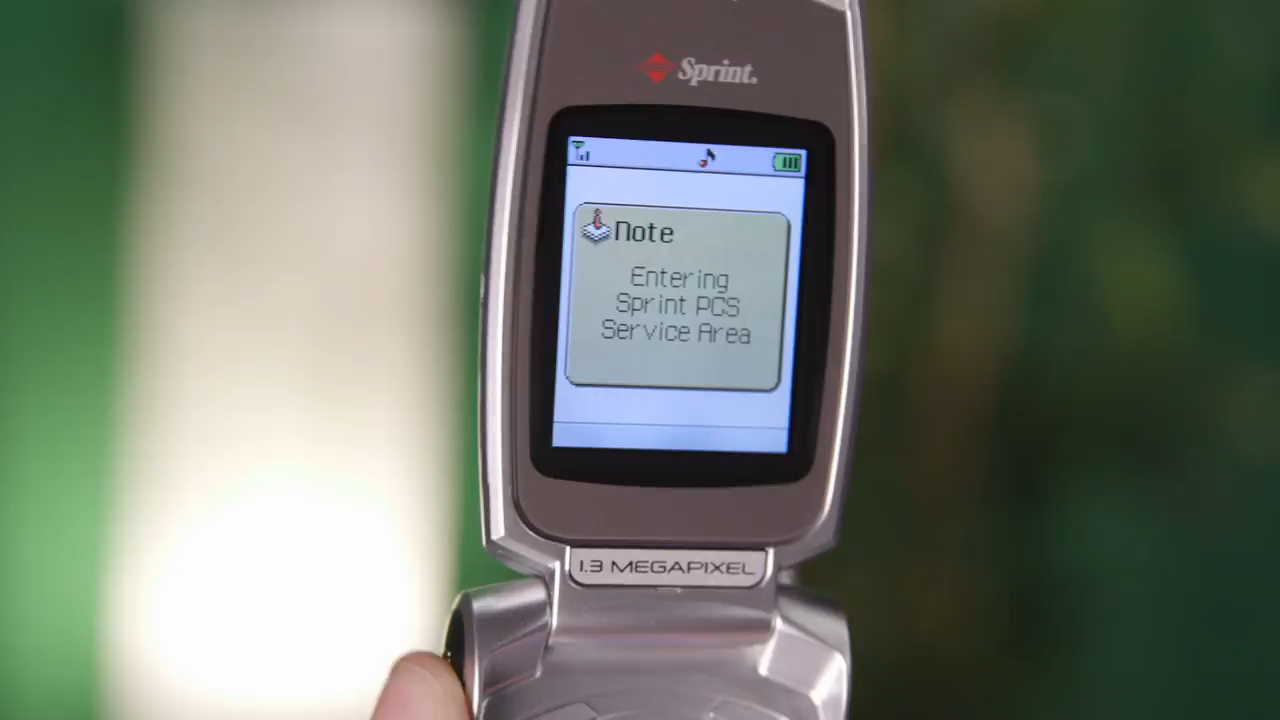 Sprint.
Note
Entering
Sprint PCS
Service Area
1.3 MEGAPIXEL